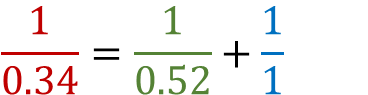 1/0.34 = 1/0.52 + 1/1